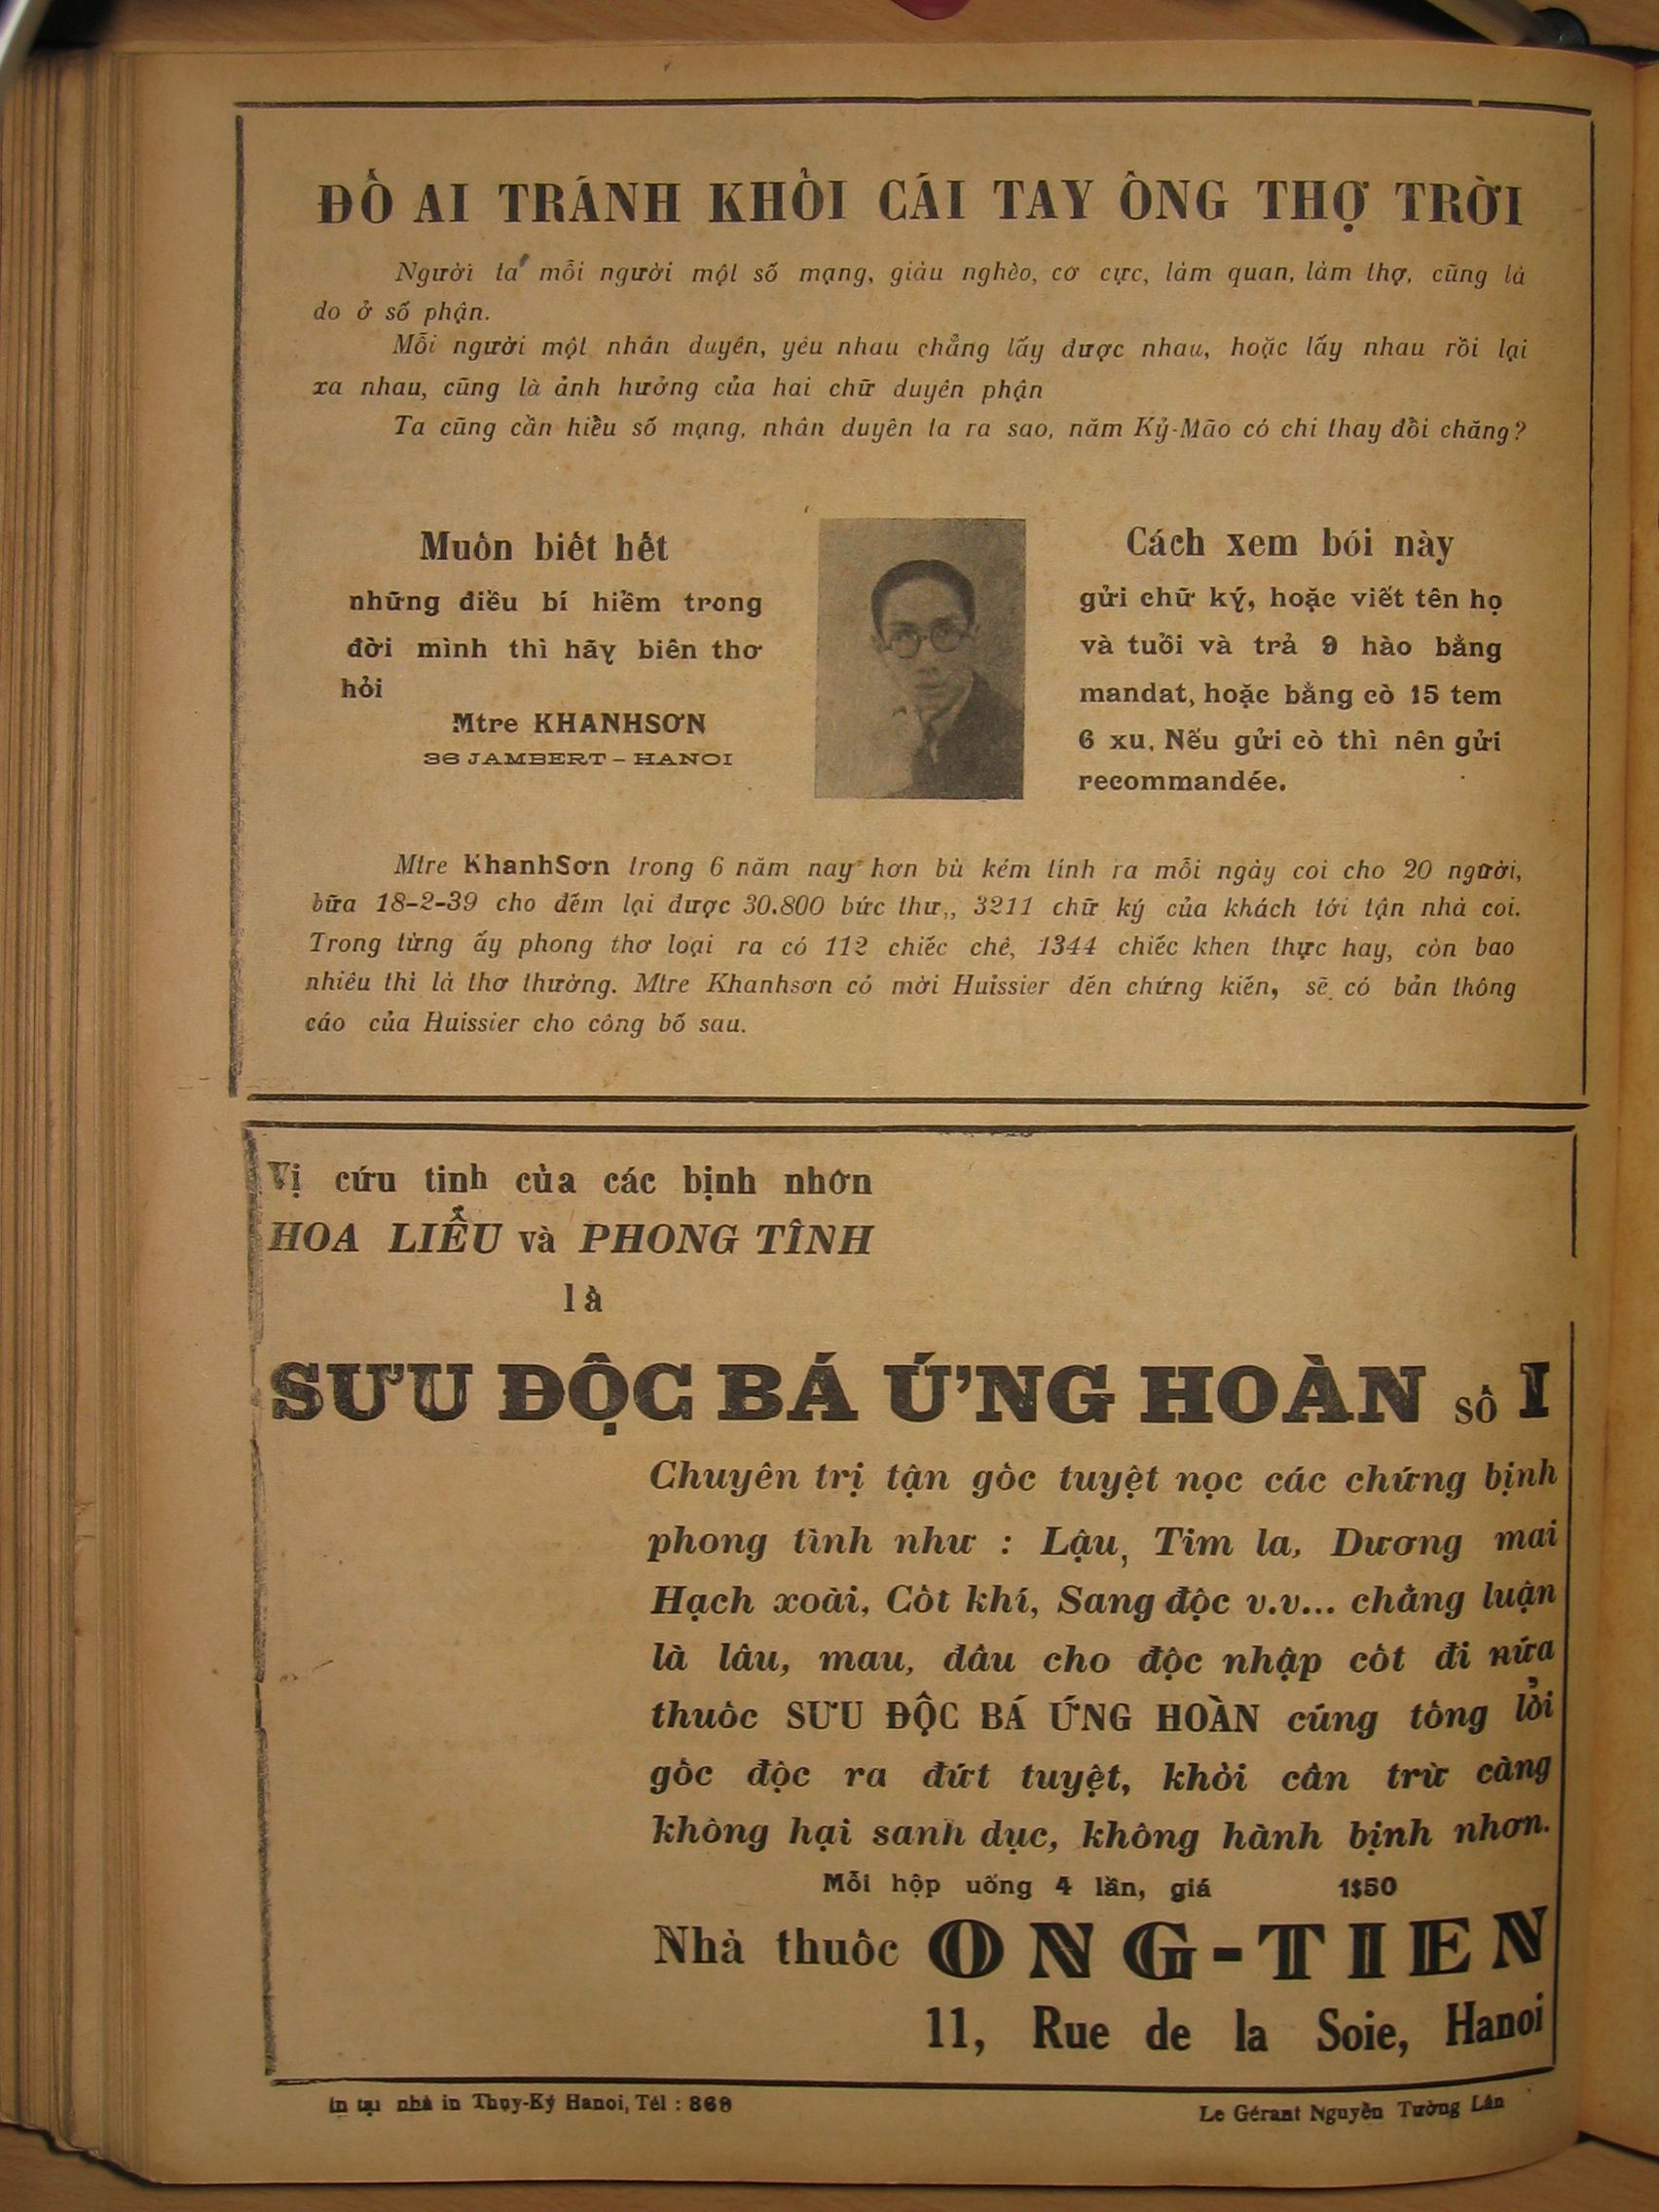 ĐỐ AI TRÁNH KHỎI CÁI TAY ÔNG THỢ TRỜI
Người ta mỗi người một số mạng, giàu nghèo, cơ cực, làm quan, làm thợ, cũng là
do ở số phận.
Mỗi người một nhân duyên, yêu nhau chẳng lấy được nhau, hoặc lấy nhau rồi lại
xa nhau, cũng là ảnh hưởng của hai chữ duyên phận
Ta cũng cần hiểu số mạng, nhân duyên ta ra sao, năm Kỷ-Mão có chi thay đổi chăng?
Muốn biết hết
những điều bí hiểm trong
đời mình thì hãy biên thơ
hỏi
Mtre KHANHSƠN
36 JAMBERT – HANOI
Cách xem bói này
gửi chữ ký, hoặc viết tên họ
và tuổi và trả 9 hào bằng
mandat, hoặc bằng cò 15 tem
6 xu. Nếu gửi cò thì nên gửi
recommandée.
Mtre KhanhSơn trong 6 năm nay hơn bù kém tính ra mỗi ngày coi cho 20 người,
bữa 18-2-39 cho đếm lại được 30.800 bức thư,, 3211 chữ ký của khách tới tận nhà coi.
Trong từng ấy phong thơ loại ra có 112 chiếc chê, 1344 chiếc khen thực hay, còn bao
nhiêu thì là thơ thường. Mtre Khanhsơn có mời Huissier đến chứng kiến, sẽ có bản thông
cáo của Huissier cho công bố sau.
Vị cứu tinh của các bịnh nhơn
HOA LIỄU và PHONG TÌNH
là
SƯU ĐỘC BÁ ỨNG HOÀN số 1
Chuyên trị tận gốc tuyệt nọc các chứng bịnh
phong tình như : Lậu, Tim la, Dương mai
Hạch xoài, Cốt khí, Sang độc v.v... chẳng luận
là lâu, mau, dầu cho độc nhập cốt đi nữa
thuốc SƯU ĐỘC BÁ ỨNG HOÀN cũng tống lỏi
gốc độc ra đứt tuyệt, khỏi cần trừ căng
không hại sanh dục, không hành bịnh nhơn.
Mỗi hộp uống 4 lần, giá 1$50
Nhà thuốc ONG-TIEN
11, Rue de la Soie, Hanoi
in tại nhà in Thụy-Ký Hanoi, Tél : 868
Le Gérant Nguyễn Tường Lân